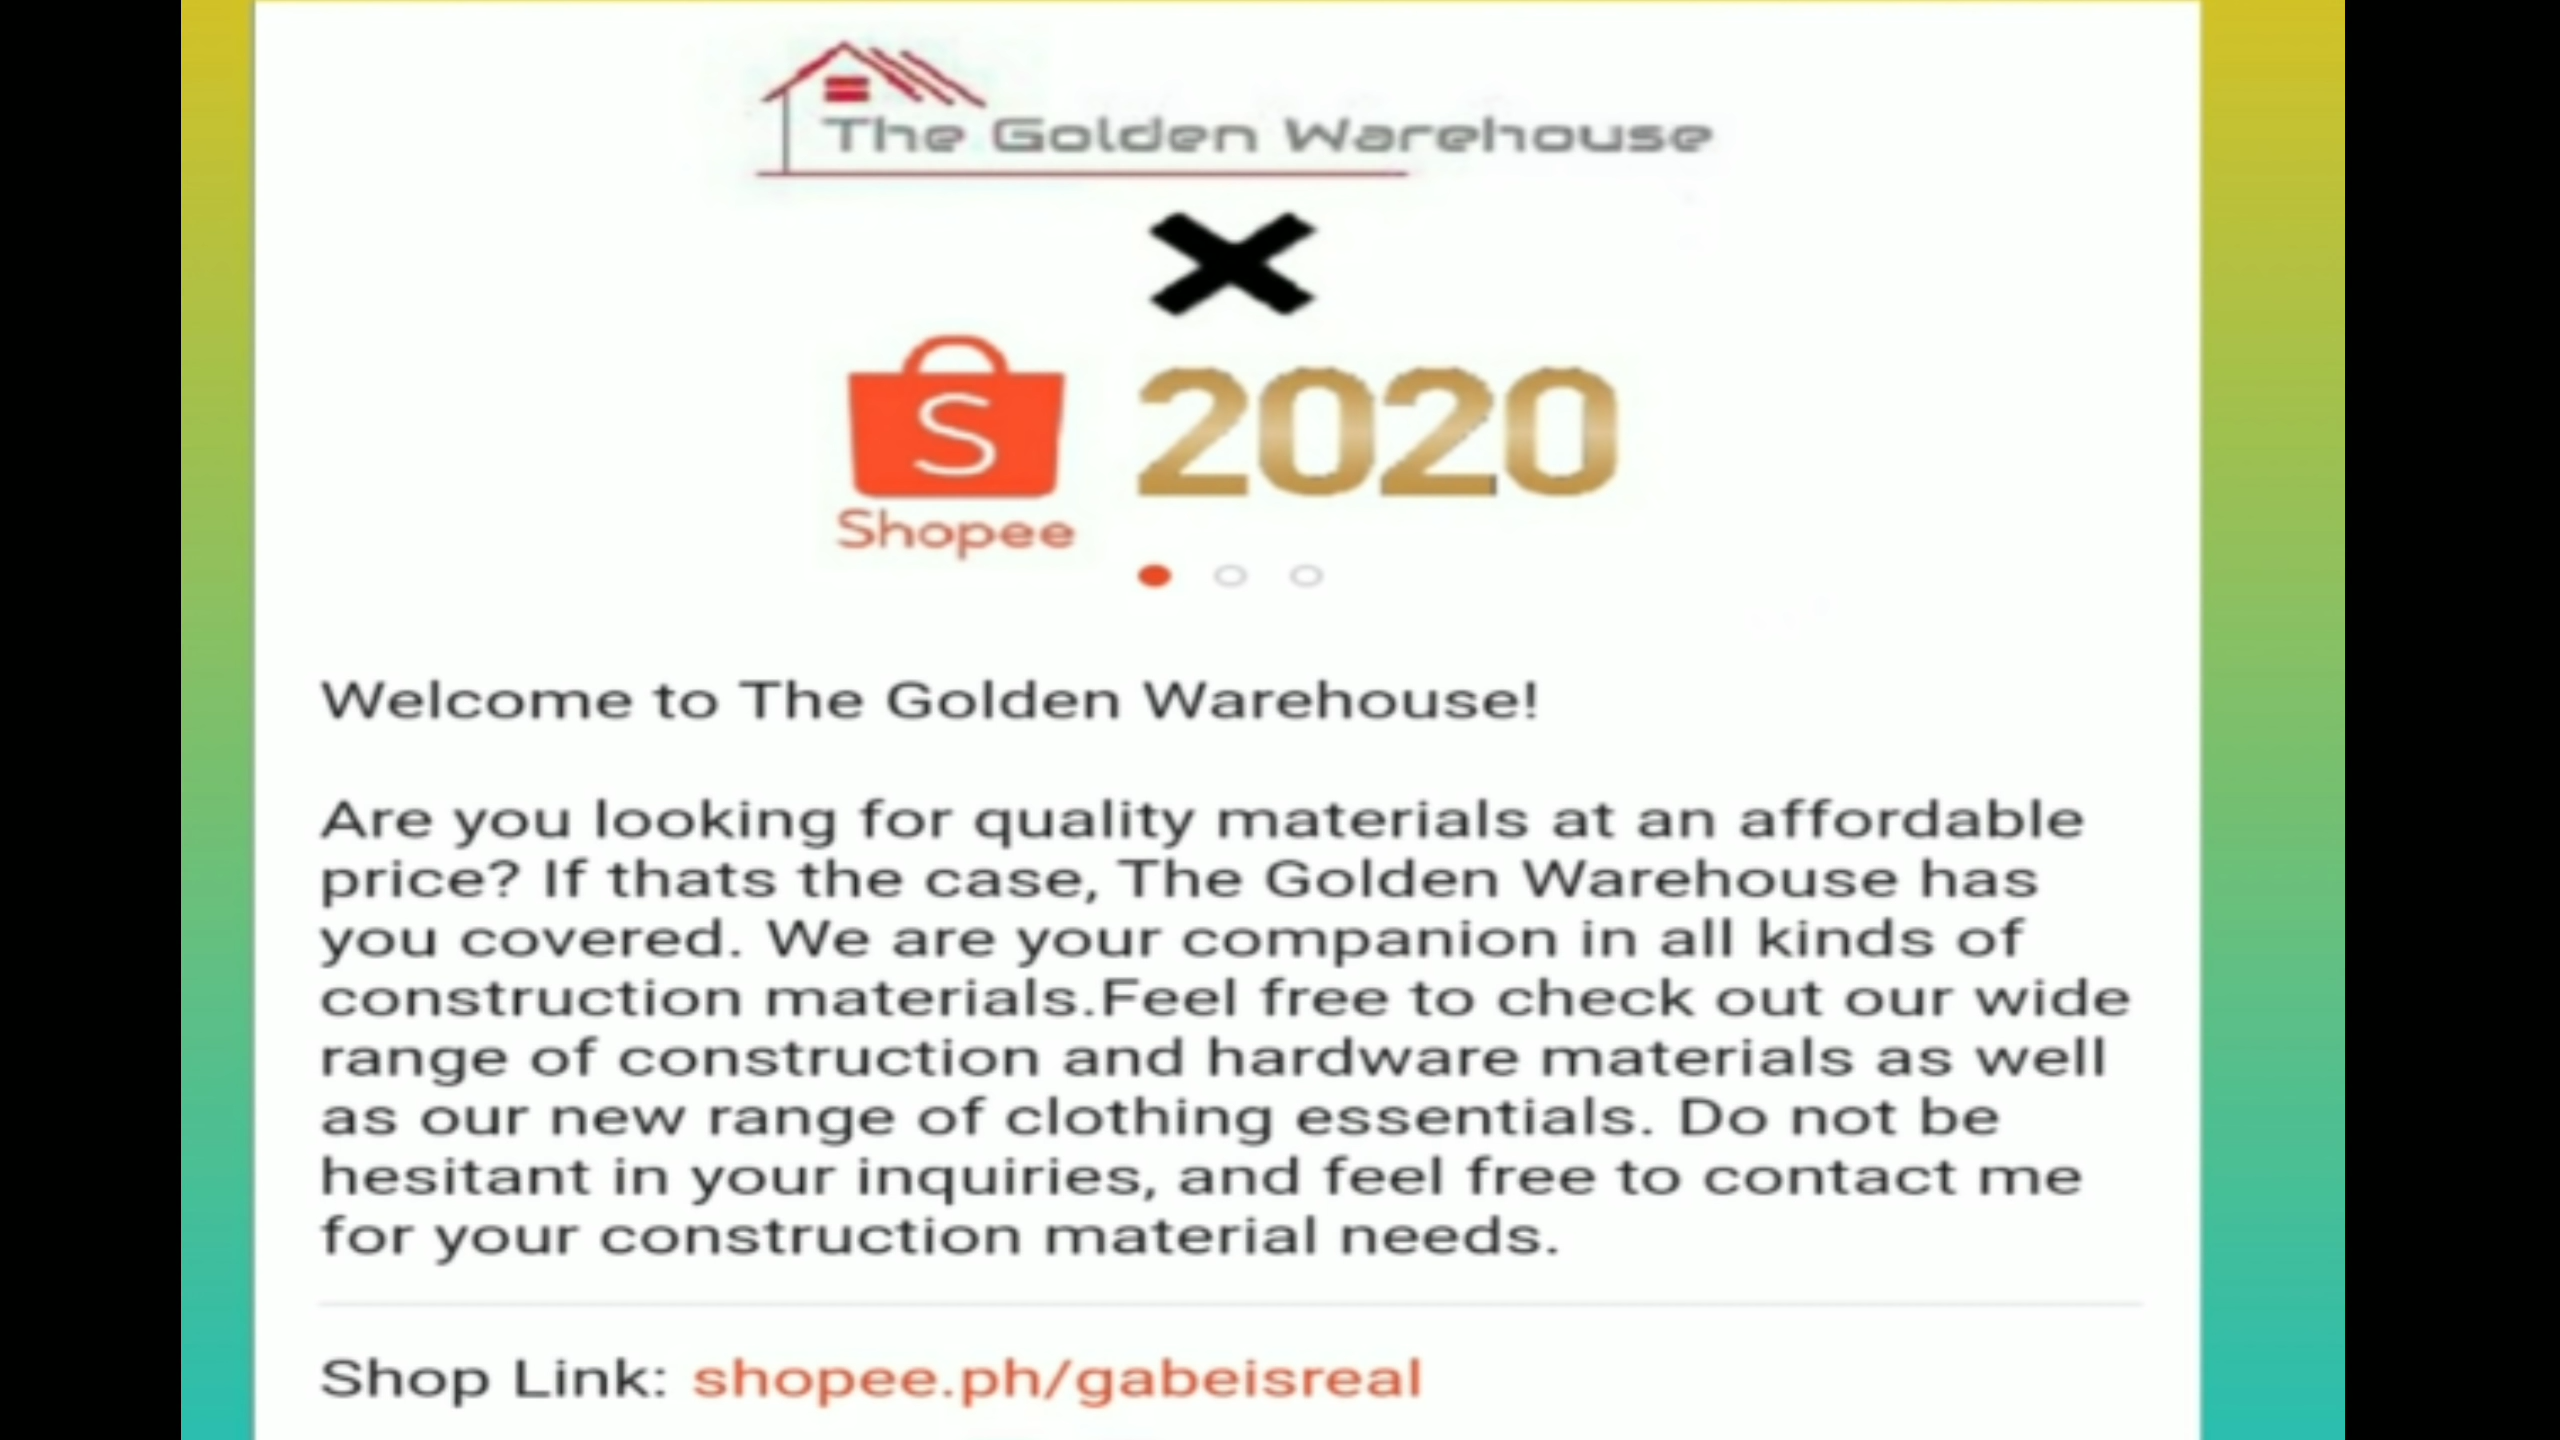 The Golden Warehouse
S 2020
Shopee
Welcome to The Golden Warehouse!
Are you looking for quality materials at an affordable
price? If thats the case, The Golden Warehouse has
you covered. We are your companion in all kinds of
construction materials.Feel free to check out our wide
range of construction and hardware materials as well
as our new range of clothing essentials. Do not be
hesitant in your inquiries, and feel free to contact me
for your construction material needs.
Shop Link: shopee.ph/gabeisreal